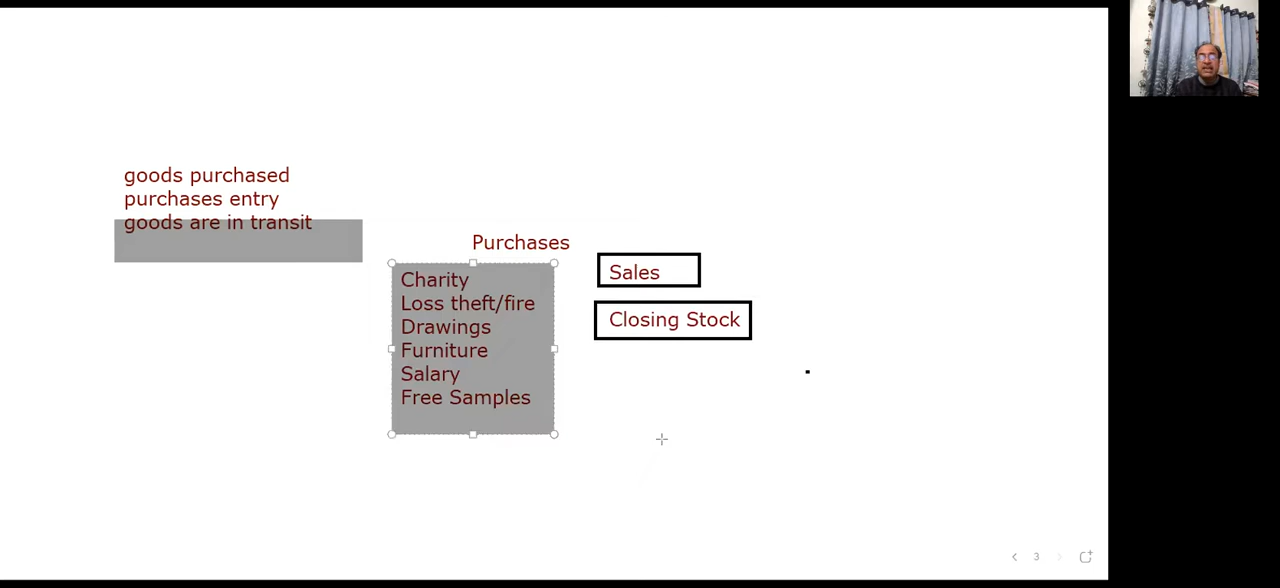 goods purchased
purchases entry
goods are in transit
Purchases
Charity
Loss theft/fire
Drawings
Furniture
Salary
Free Samples
Sales
Closing Stock
3